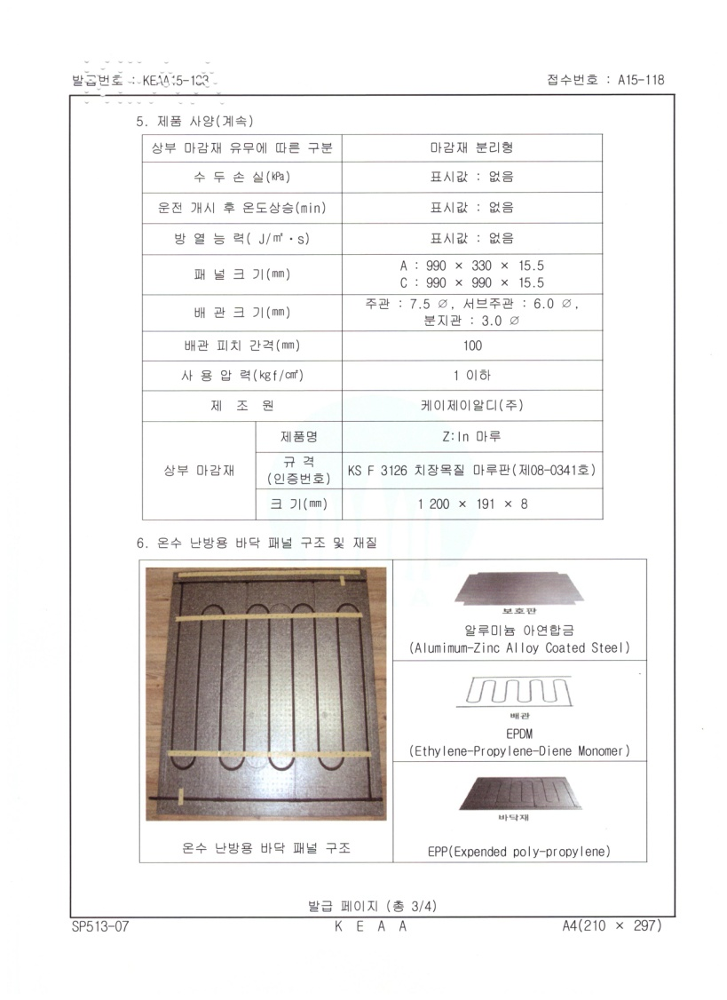 발급번호 : KEAA15-103
접수번호 : A15-118
5. 제품 사양(계속)
상부 마감재 유무에 따른 구분 마감재 분리형
수 두 손 실(㎪) 표시값 : 없음
운전 개시 후 온도상승(min) 표시값 : 없음
방 열 능 력( J/㎡·s) 표시값 : 없음
패 널 크 기(㎜) A : 990 × 330 × 15.5
C : 990 × 990 × 15.5
배 관 크 기(㎜) 주관 : 7.5 ∅, 서브주관 : 6.0 ∅,
분지관 : 3.0 ∅
배관 피치 간격(㎜) 100
사 용 압 력(kgf/㎠) 1 이하
제 조 원 케이제이알디(주)
상부 마감재
제품명 Z:In 마루
규 격
(인증번호) KS F 3126 치장목질 마루판(제08-0341호)
크 기(㎜) 1 200 × 191 × 8
6. 온수 난방용 바닥 패널 구조 및 재질
온수 난방용 바닥 패널 구조
보호판
알루미늄 아연합금
(Alumimum-Zinc Alloy Coated Steel)
배관
EPDM
(Ethylene-Propylene-Diene Monomer)
바닥재
EPP(Expended poly-propylene)
발급 페이지 (총 3/4)
SP513-07
K E A A
A4(210 × 297)